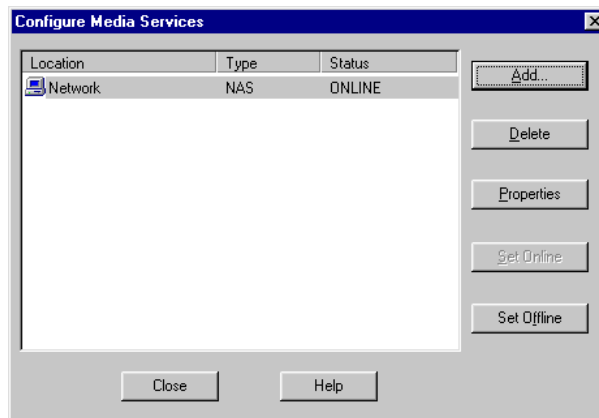 Configure Media Services
Location Type Status
Network NAS ONLINE
Add...
Delete
Properties
Set Online
Set Offline
Close Help